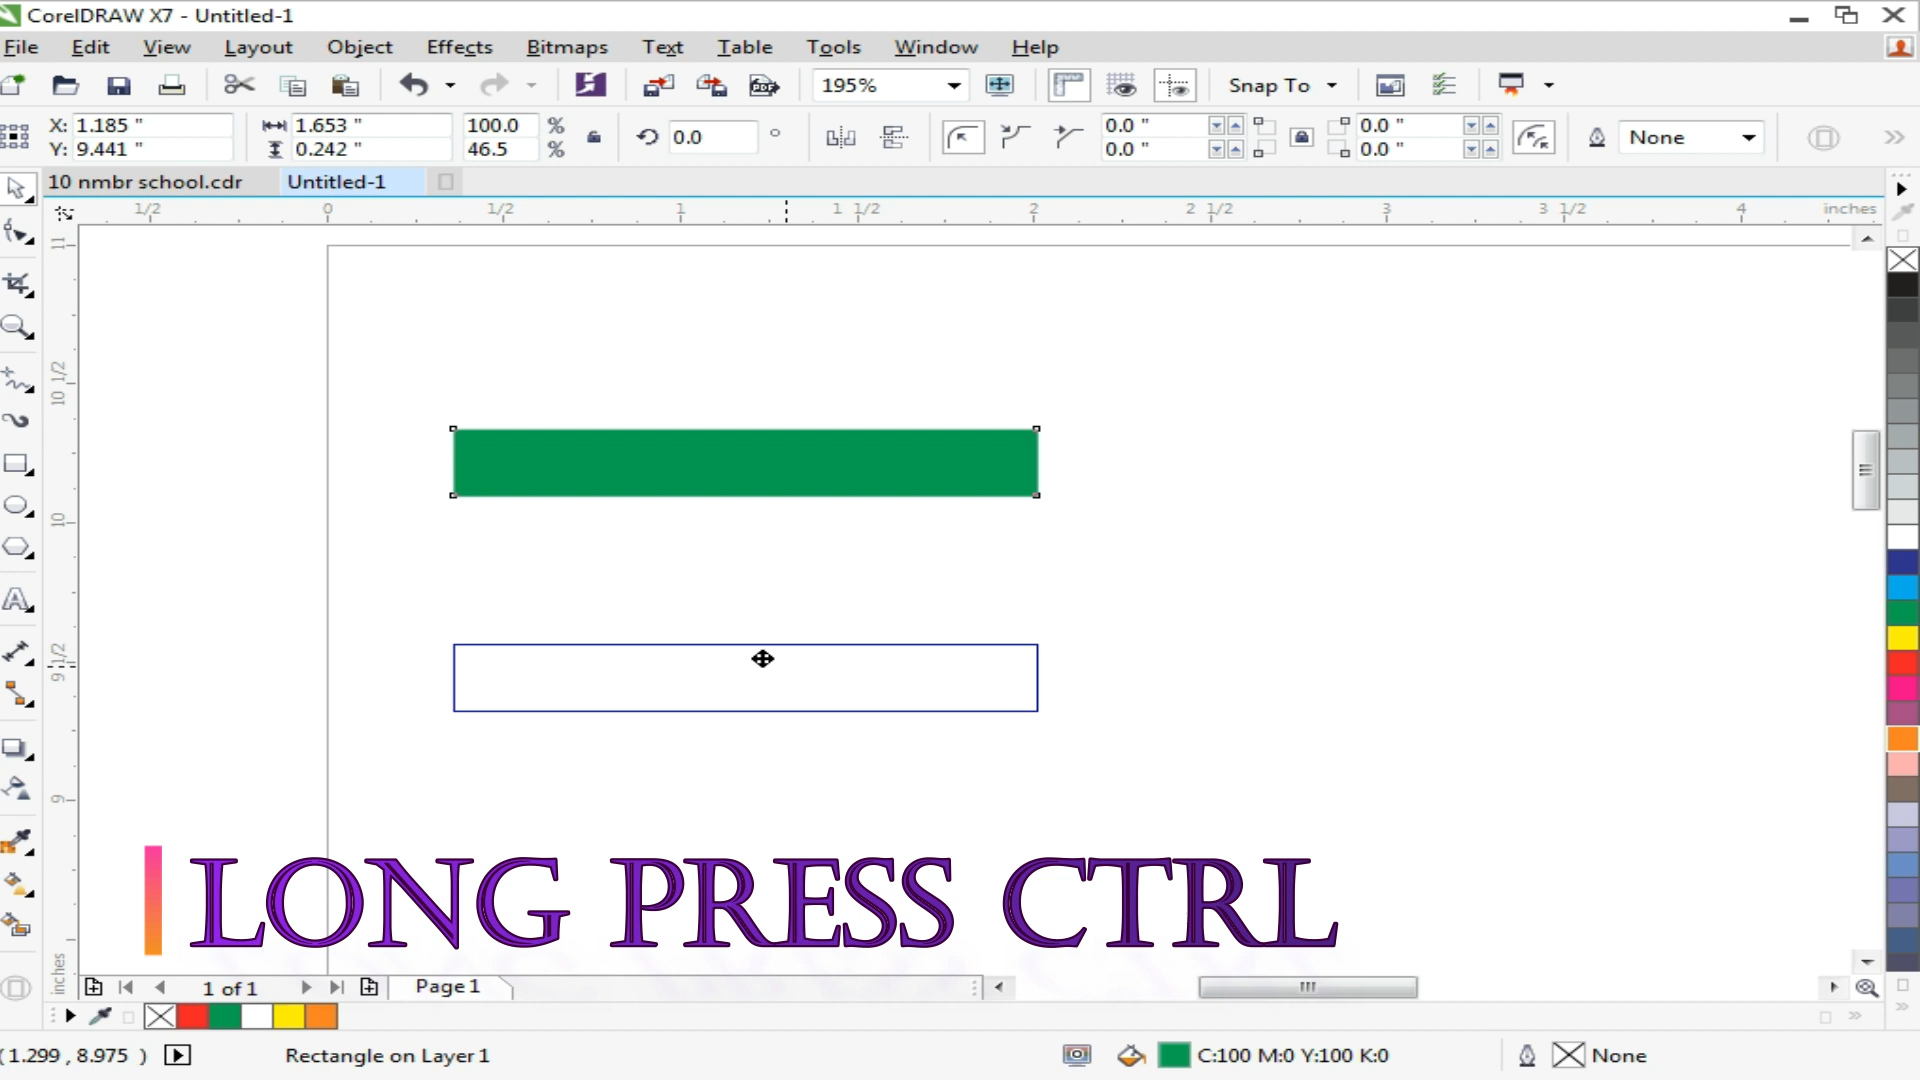 CorelDRAW X7 - Untitled-1
File Edit View Layout Object Effects Bitmaps Text Table Tools Window Help
PDF 195% Snap To
X: 1.185 " 1.653 " 100.0 % 0.0 ° 0.0 " 0.0 " None
Y: 9.441 " 0.242 " 46.5 % 0.0 " 0.0 "
10 nmbr school.cdr Untitled-1
1/2 0 1/2 1 1 1/2 2 2 1/2 3 3 1/2 4 inches
11
10 1/2
10
9 1/2
9
inches
LONG PRESS CTRL
1 of 1 Page 1
( 1.299 , 8.975 ) Rectangle on Layer 1 C:100 M:0 Y:100 K:0 None